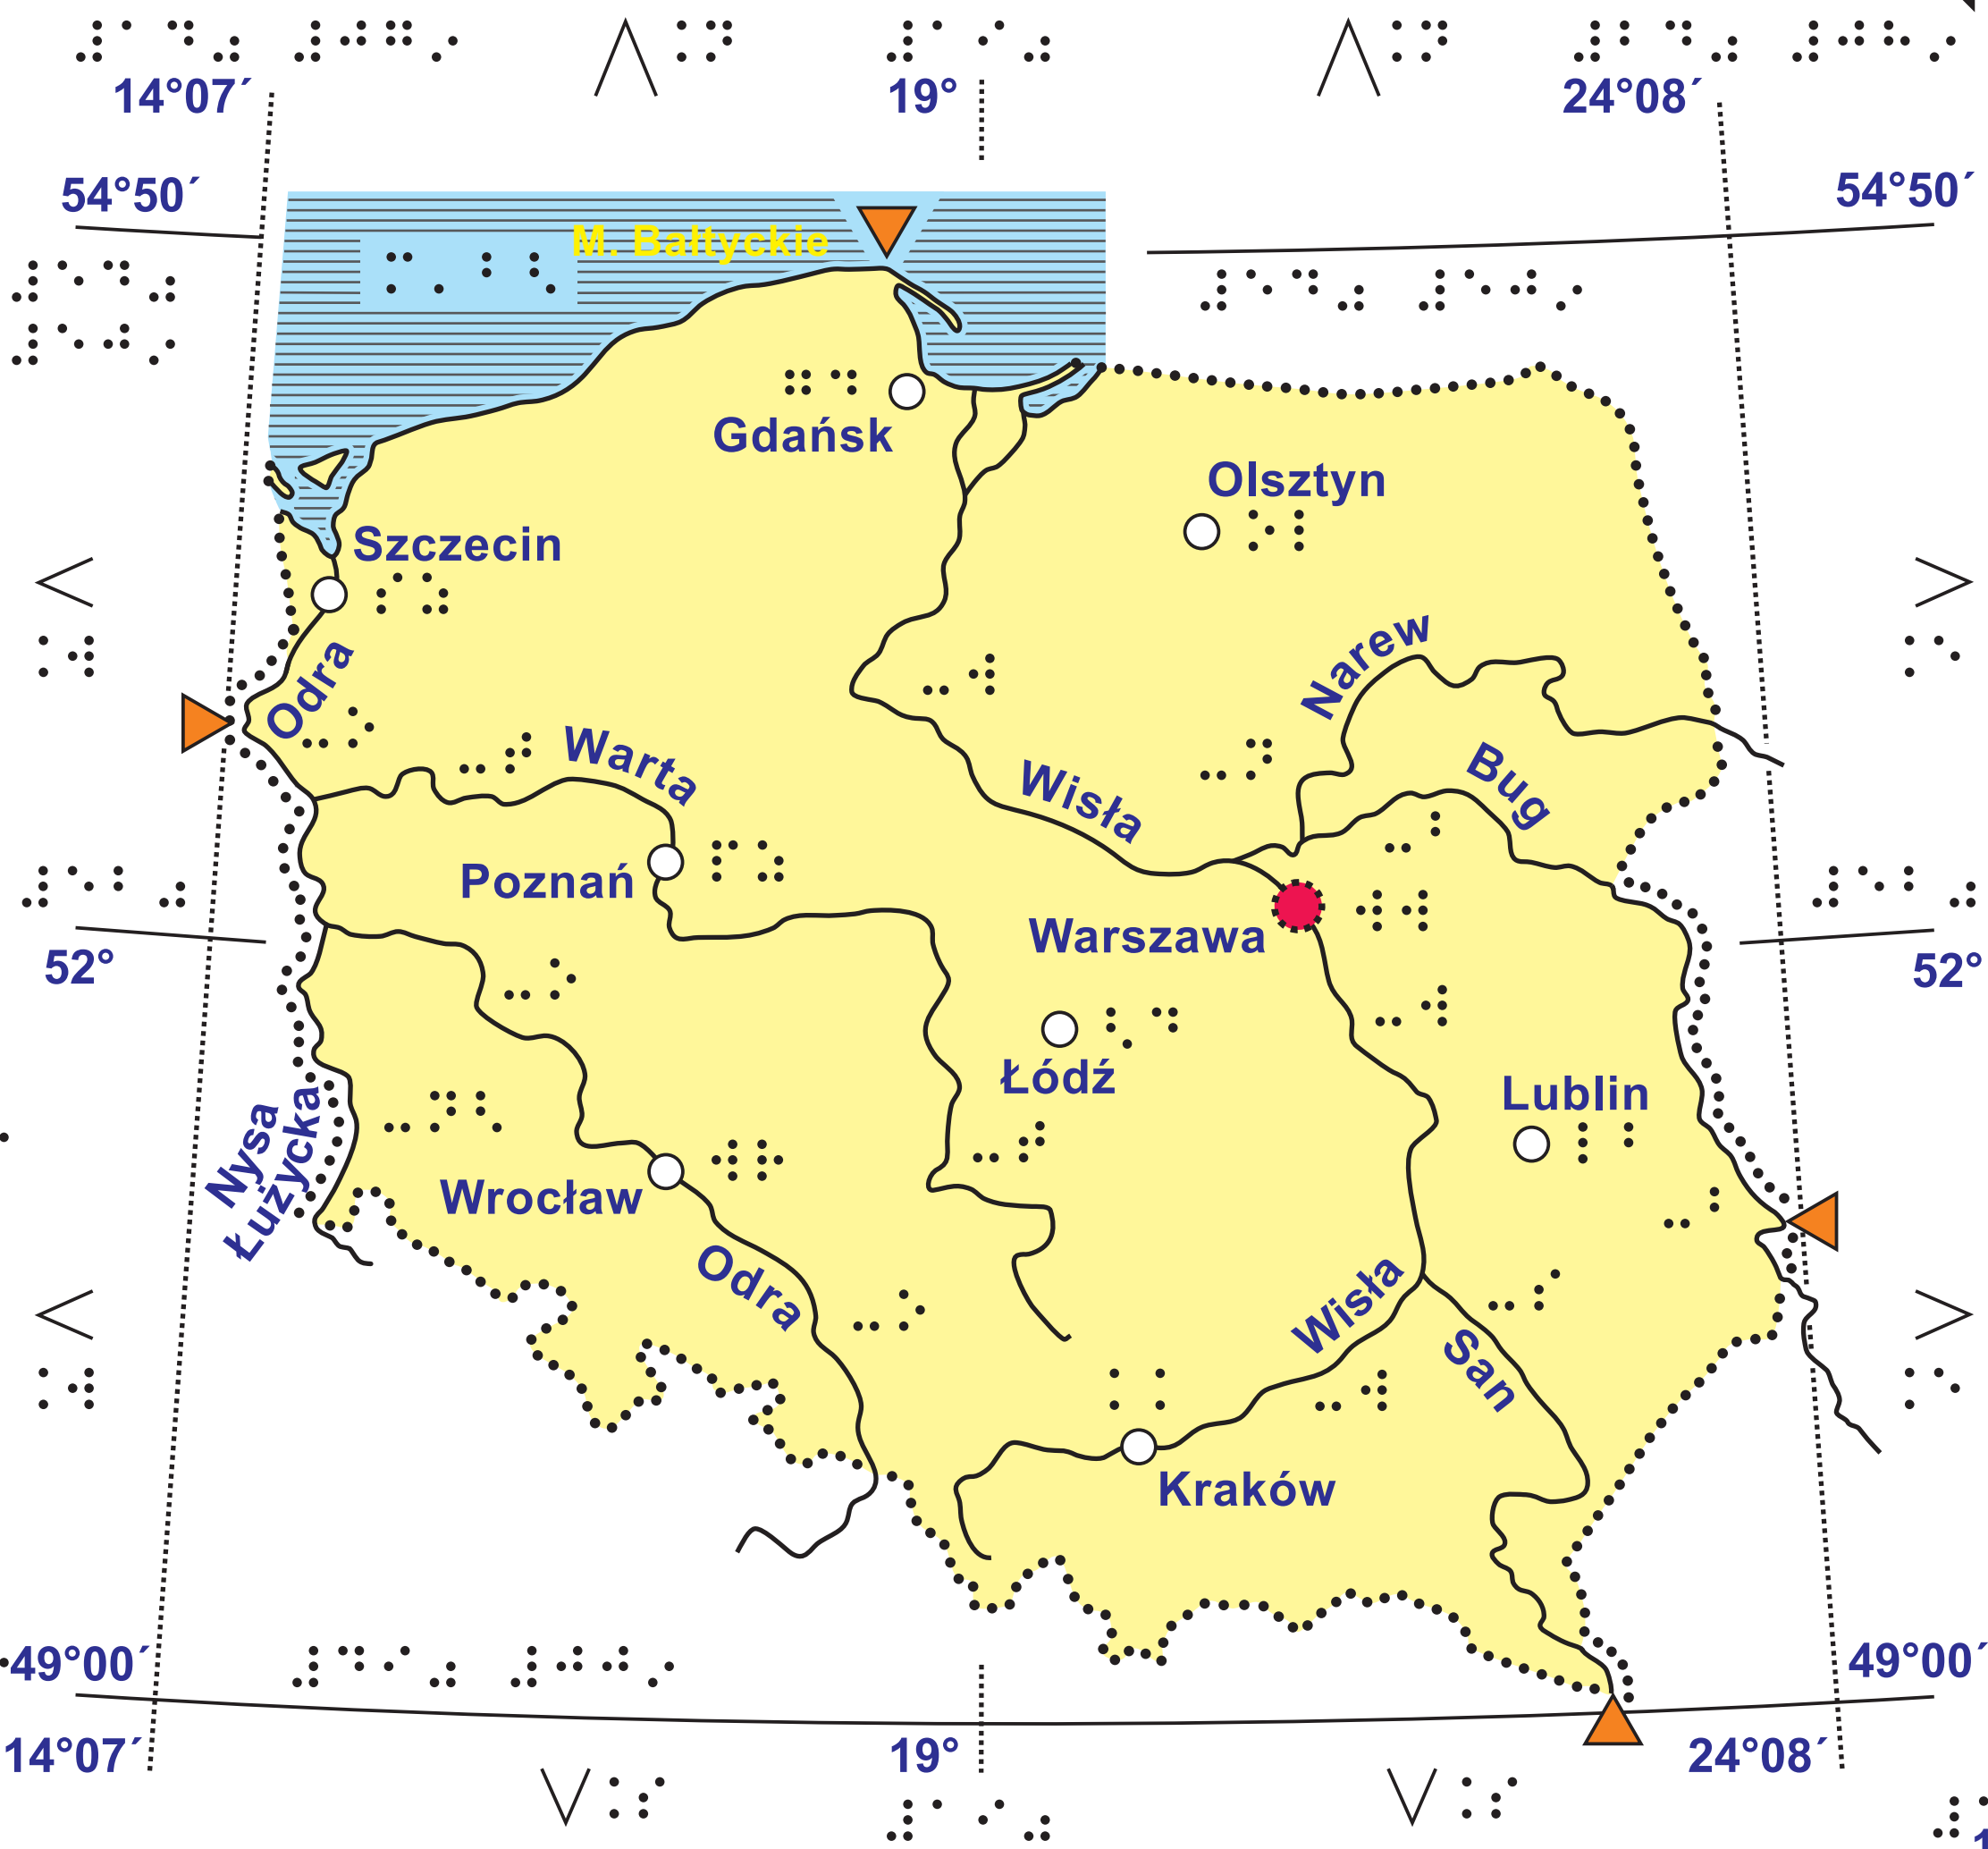 14°07´
19°
24°08´
54°50´
54°50´
M. Bałtyckie
Gdańsk
Olsztyn
Szczecin
Odra
Narew
Warta
Wisła
Bug
Poznań
Warszawa
52°
52°
Łódź
Lublin
Nysa
Łużycka
Wrocław
Odra
Wisła
San
Kraków
49°00´
49°00´
14°07´
19°
24°08´